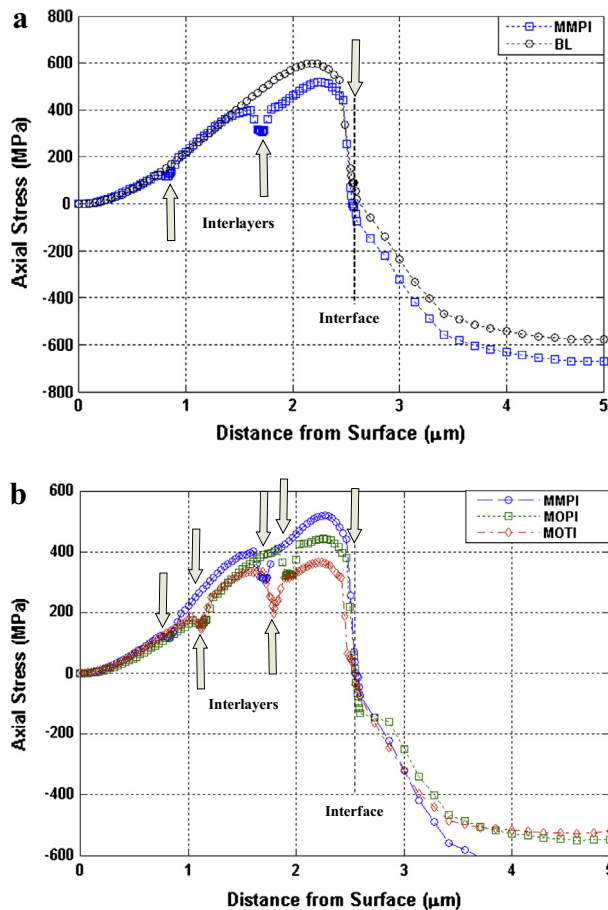 a
MMPI
BL
800
600
400
200
0
-200
-400
-600
-800
Axial Stress (MPa)
Interlayers
Interface
0
1
2
3
4
5
Distance from Surface (μm)
b
MMPI
MOPI
MOTI
600
400
200
0
-200
-400
-600
Axial Stress (MPa)
Interlayers
Interface
0
1
2
3
4
5
Distance from Surface (μm)